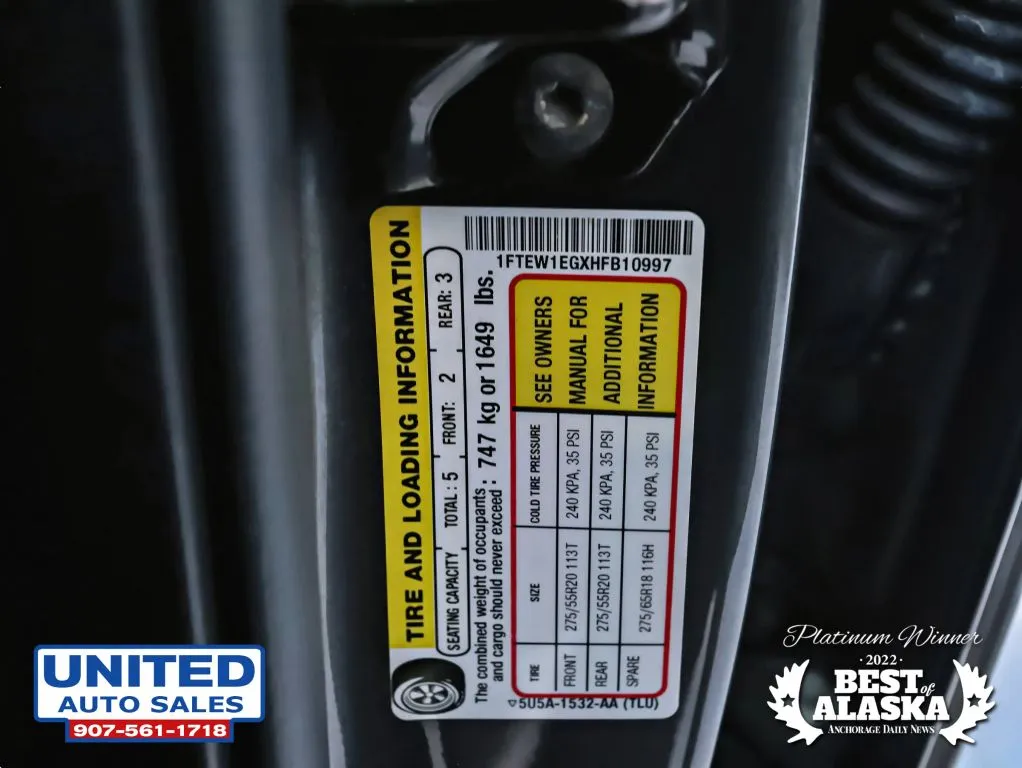 TIRE AND LOADING INFORMATION
SEATING CAPACITY TOTAL: 5 FRONT: 2 REAR: 3
The combined weight of occupants
and cargo should never exceed : 747 kg or 1649 lbs.
1FTEW1EGXHFB10997
TIRE SIZE COLD TIRE PRESSURE
FRONT 275/55R20 113T 240 KPA, 35 PSI
REAR 275/55R20 113T 240 KPA, 35 PSI
SPARE 275/65R18 116H 240 KPA, 35 PSI
SEE OWNERS
MANUAL FOR
ADDITIONAL
INFORMATION
5U5A-1532-AA (TLU)
UNITED
AUTO SALES
907-561-1718
Platinum Winner
·2022·
BEST of
ALASKA
ANCHORAGE DAILY NEWS